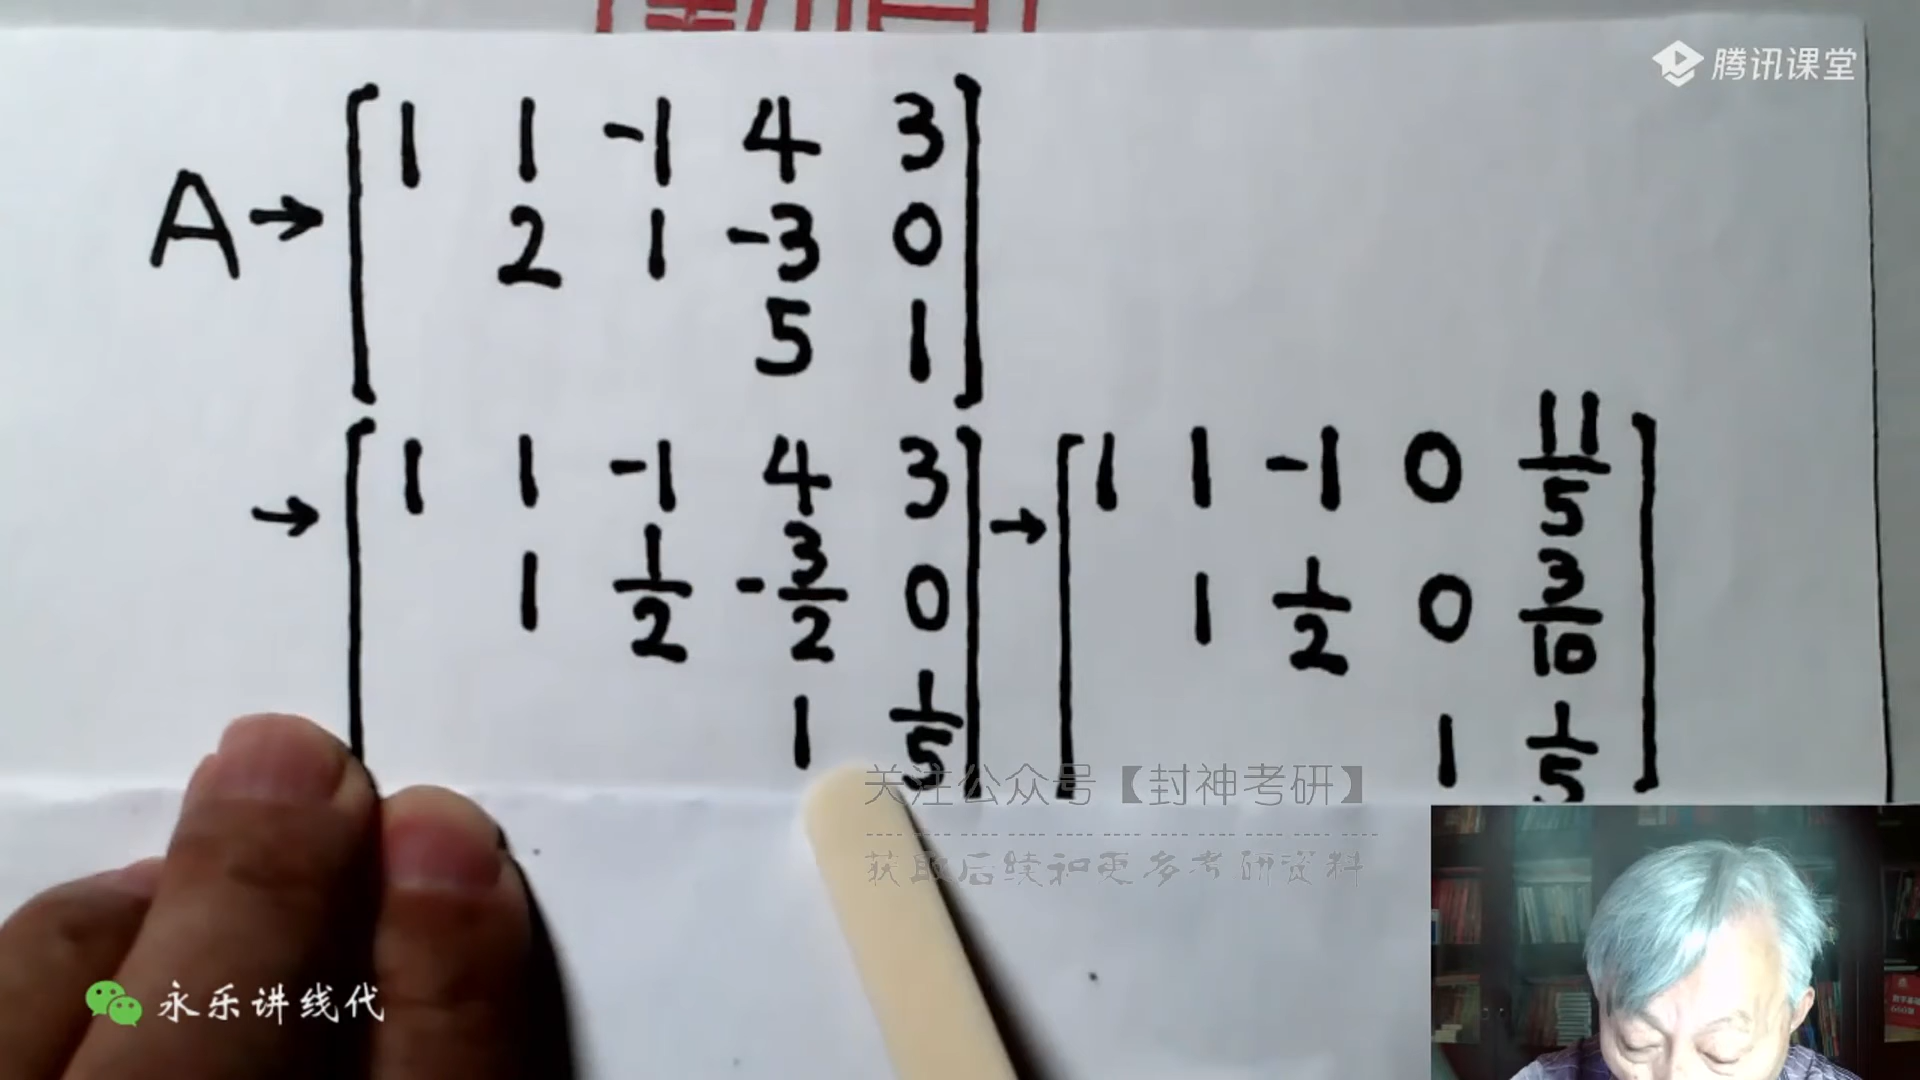 腾讯课堂
1 1 -1 4 3
A → 2 1 -3 0
5 1
→ 1 1 -1 4 3 → 1 1 -1 0 11/5
1 1/2 -3/2 0 1 1/2 0 3/10
1 1/5 1 1/5
关注公众号【封神考研】
获取后续和更多考研资料
永乐讲线代